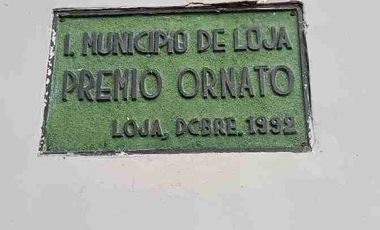 I. MUNICIPIO DE LOJA
PREMIO ORNATO
LOJA, DCBRE. 1992